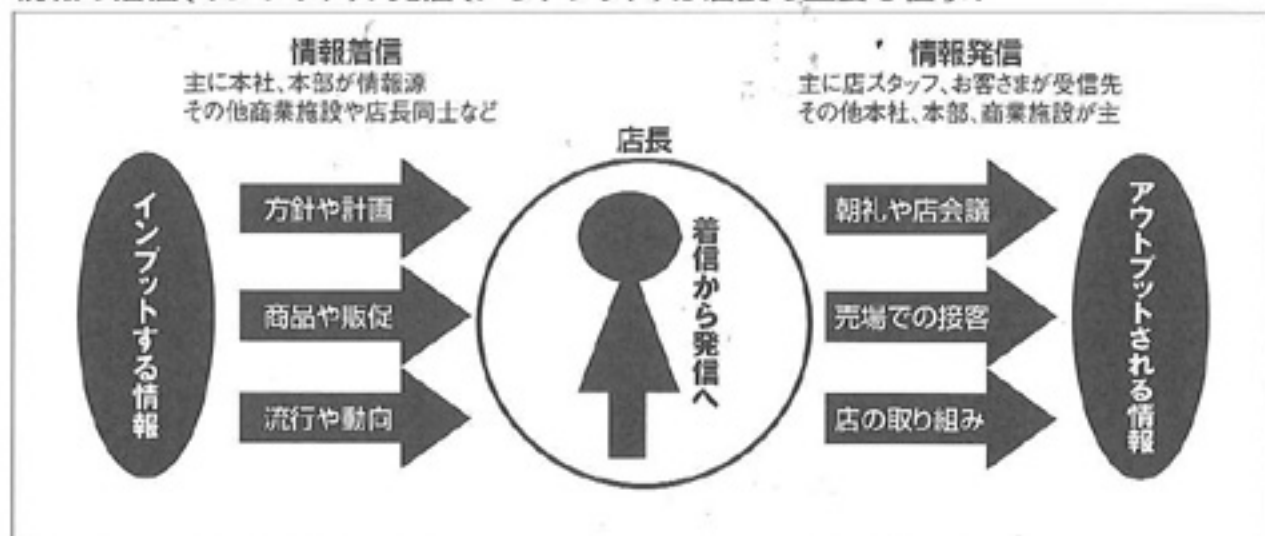 情報着信
主に本社、本部が情報源
その他商業施設や店長同士など
情報発信
主に店スタッフ、お客さまが受信先
その他本社、本部、商業施設が主
店長
インプットする情報
方針や計画
商品や販促
流行や動向
着信から発信へ
朝礼や店会議
売場での接客
店の取り組み
アウトプットされる情報